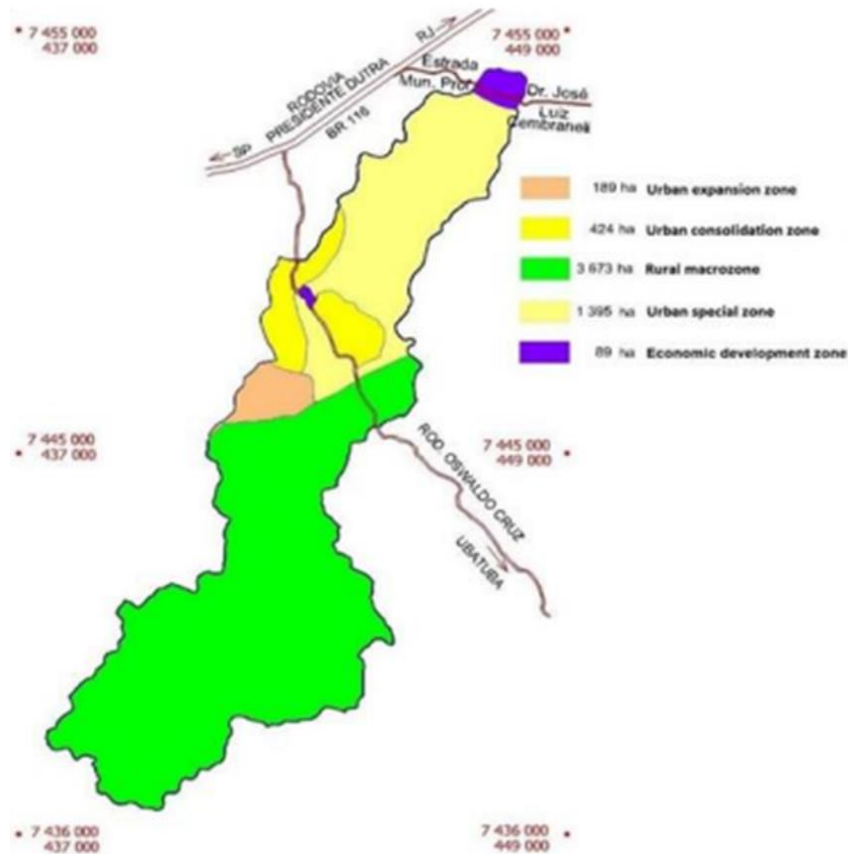 7 455 000
437 000
RJ
7 455 000
449 000
RODOVIA
PRESIDENTE DUTRA
BR 116
SP
Estrada
Mun. Prof.
Dr. José
Luiz
Cembraneli
189 ha Urban expansion zone
424 ha Urban consolidation zone
3 673 ha Rural macrozone
1 395 ha Urban special zone
89 ha Economic development zone
7 445 000
437 000
7 445 000
449 000
ROD. OSWALDO CRUZ
UBATUBA
7 436 000
437 000
7 436 000
449 000